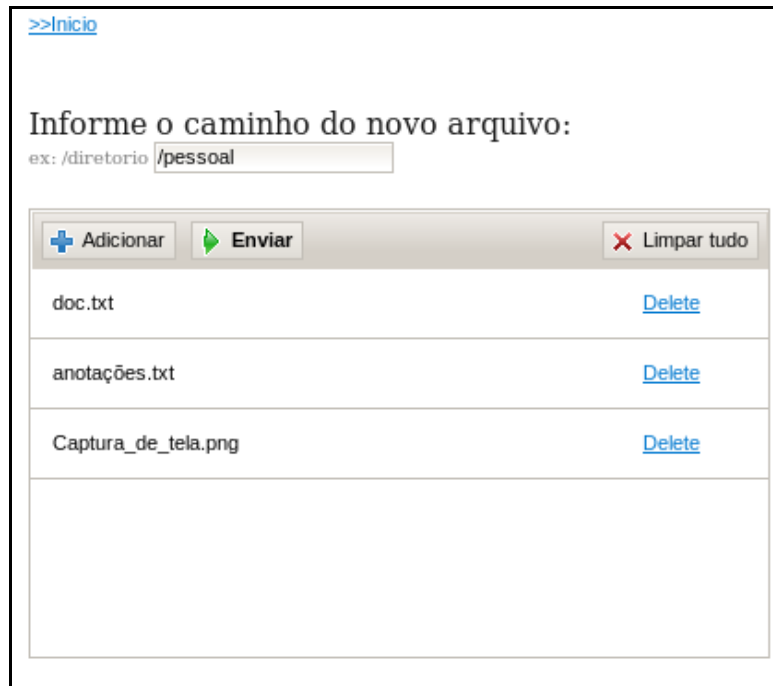 >>Inicio
Informe o caminho do novo arquivo:
ex: /diretorio /pessoal
Adicionar Enviar Limpar tudo
doc.txt Delete
anotações.txt Delete
Captura_de_tela.png Delete